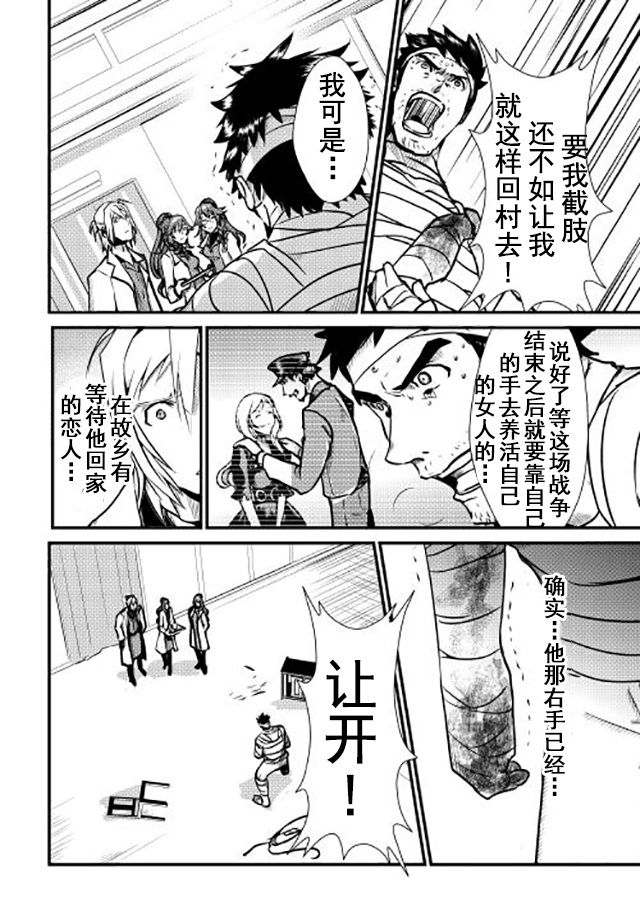 要我截肢
还不如让我
就这样回村去！
我可是…
说好了等这场战争
结束之后就要靠自己
的手去养活自己
的女人的…
在故乡有
等待他回家
的恋人…
确实…他那右手已经…
让开！